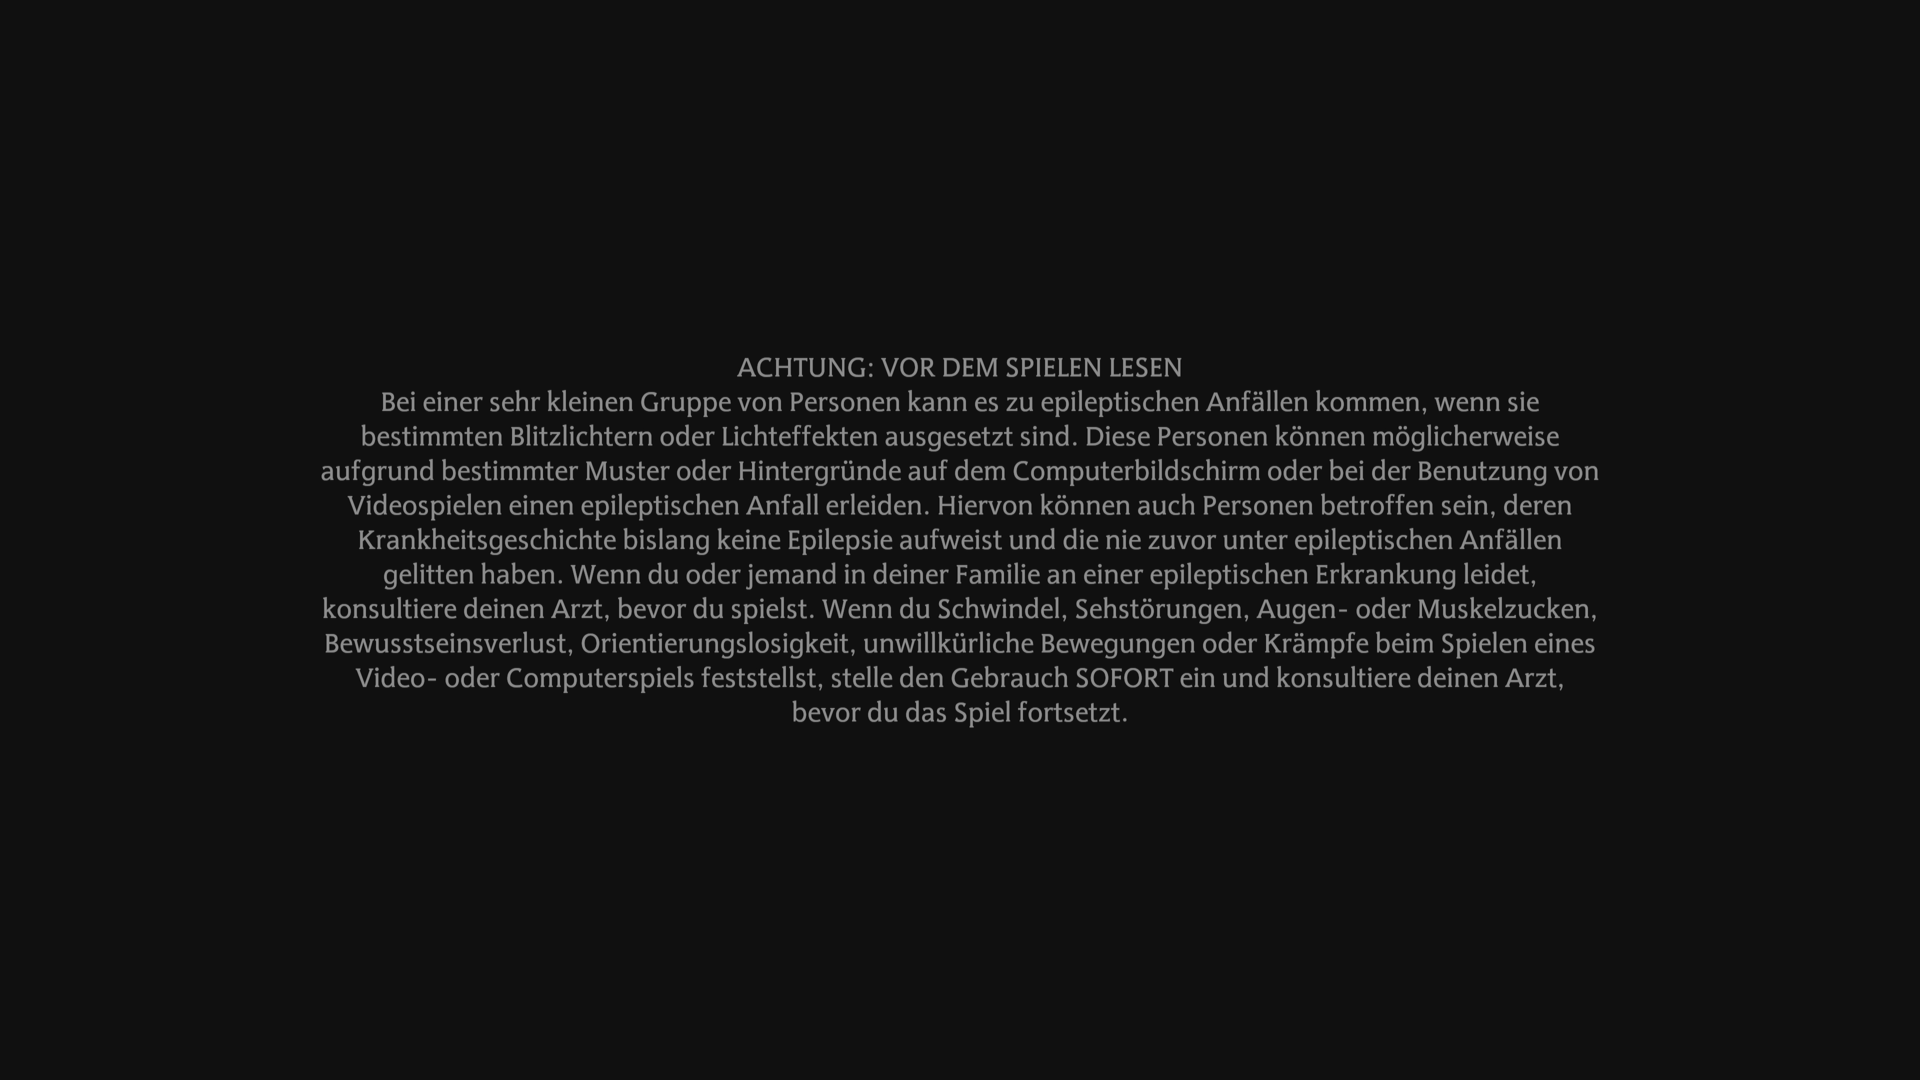 ACHTUNG: VOR DEM SPIELEN LESEN
Bei einer sehr kleinen Gruppe von Personen kann es zu epileptischen Anfällen kommen, wenn sie
bestimmten Blitzlichtern oder Lichteffekten ausgesetzt sind. Diese Personen können möglicherweise
aufgrund bestimmter Muster oder Hintergründe auf dem Computerbildschirm oder bei der Benutzung von
Videospielen einen epileptischen Anfall erleiden. Hiervon können auch Personen betroffen sein, deren
Krankheitsgeschichte bislang keine Epilepsie aufweist und die nie zuvor unter epileptischen Anfällen
gelitten haben. Wenn du oder jemand in deiner Familie an einer epileptischen Erkrankung leidet,
konsultiere deinen Arzt, bevor du spielst. Wenn du Schwindel, Sehstörungen, Augen- oder Muskelzucken,
Bewusstseinsverlust, Orientierungslosigkeit, unwillkürliche Bewegungen oder Krämpfe beim Spielen eines
Video- oder Computerspiels feststellst, stelle den Gebrauch SOFORT ein und konsultiere deinen Arzt,
bevor du das Spiel fortsetzt.